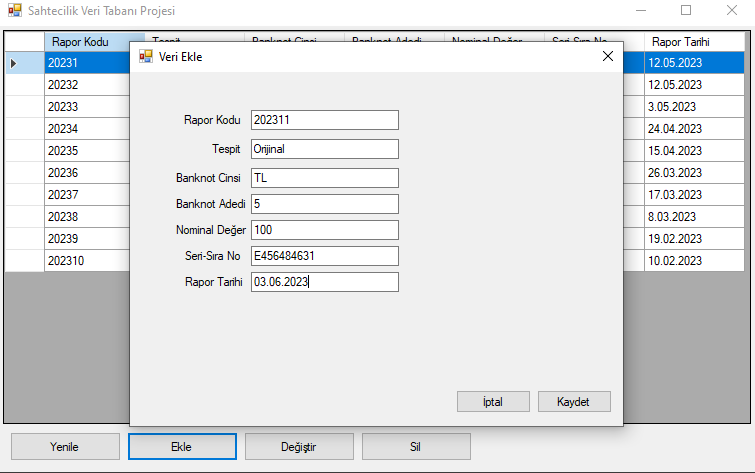 Sahtecilik Veri Tabanı Projesi
Rapor Kodu Tespit Banknot Cinsi Banknot Adedi Nominal Değer Seri-Sıra No Rapor Tarihi
20231 12.05.2023
20232 12.05.2023
20233 3.05.2023
20234 24.04.2023
20235 15.04.2023
20236 26.03.2023
20237 17.03.2023
20238 8.03.2023
20239 19.02.2023
202310 10.02.2023
Veri Ekle
Rapor Kodu 202311
Tespit Orijinal
Banknot Cinsi TL
Banknot Adedi 5
Nominal Değer 100
Seri-Sıra No E456484631
Rapor Tarihi 03.06.2023
İptal Kaydet
Yenile Ekle Değiştir Sil